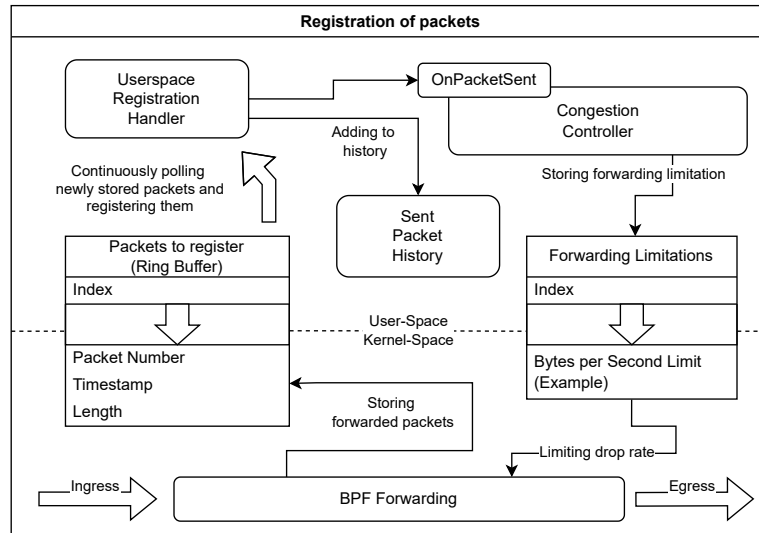 Registration of packets
Userspace
Registration
Handler
OnPacketSent
Congestion
Controller
Adding to
history
Continuously polling
newly stored packets and
registering them
Storing forwarding limitation
Sent
Packet
History
Packets to register
(Ring Buffer)
Index
Forwarding Limitations
Index
User-Space
Kernel-Space
Packet Number
Timestamp
Length
Bytes per Second Limit
(Example)
Storing
forwarded packets
Limiting drop rate
Ingress
BPF Forwarding
Egress